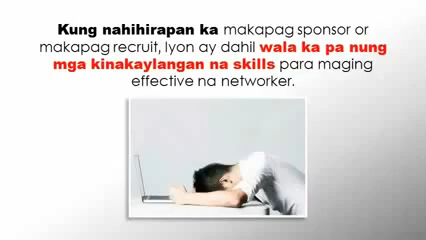 Kung nahihirapan ka makapag sponsor or
makapag recruit, Iyon ay dahil wala ka pa nung
mga kinakaylangan na skills para maging
effective na networker.